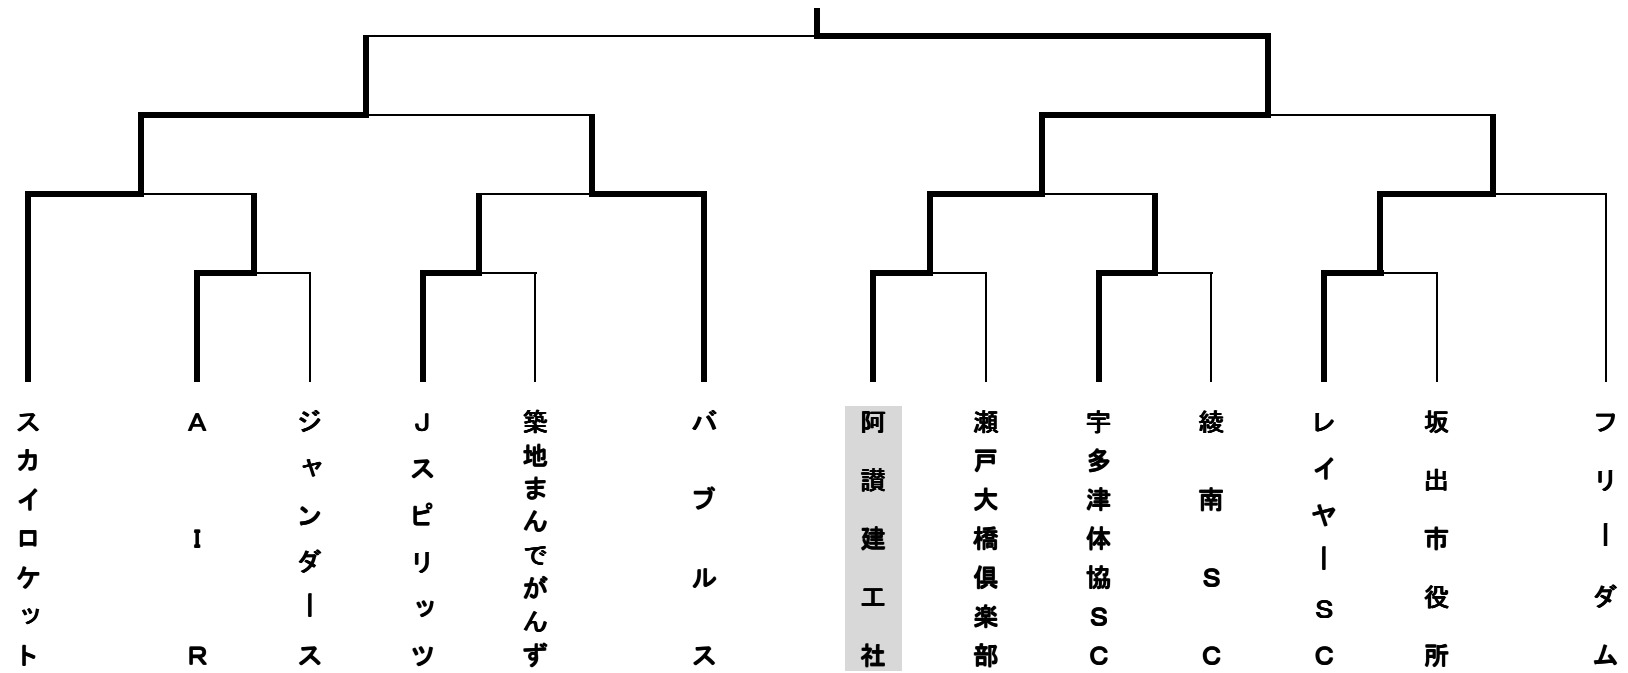 スカイロケット
AIR
ジャンダース
Jスピリッツ
築地まんでがんず
バブルス
阿讃建工社
瀬戸大橋倶楽部
宇多津体協SC
綾南SC
レイヤーSC
坂出市役所
フリーダム